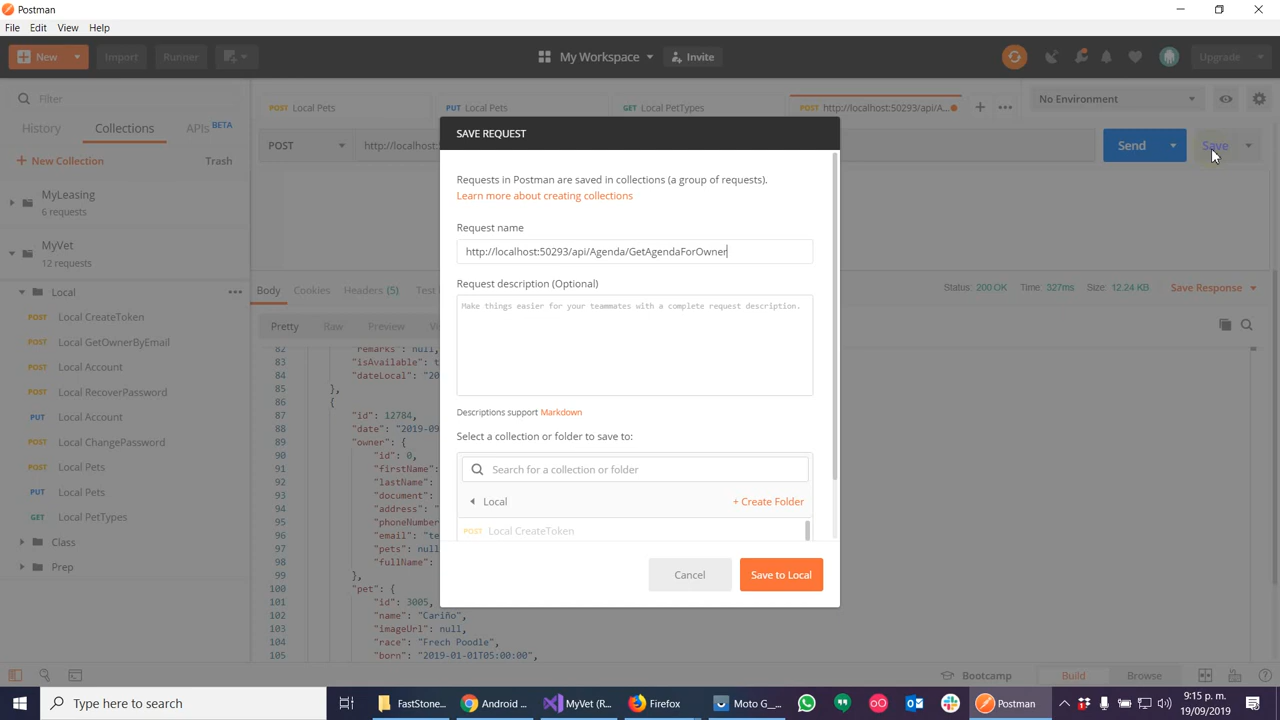 Postman
File Edit View Help
New Import Runner My Workspace Invite Upgrade
Filter
History Collections APIs BETA
New Collection Trash
MyLeasing
6 requests
MyVet
12 requests
Local
POST Local CreateToken
POST Local GetOwnerByEmail
POST Local Account
POST Local RecoverPassword
PUT Local Account
POST Local ChangePassword
POST Local Pets
PUT Local Pets
GET Local PetTypes
Class
Prep
POST Local Pets PUT Local Pets GET Local PetTypes POST http://localhost:50293/api/A...
No Environment
POST http://localhost: Send Save
SAVE REQUEST
Requests in Postman are saved in collections (a group of requests).
Learn more about creating collections
Request name
http://localhost:50293/api/Agenda/GetAgendaForOwner
Request description (Optional)
Make things easier for your teammates with a complete request description.
Descriptions support Markdown
Select a collection or folder to save to:
Search for a collection or folder
Local + Create Folder
POST Local CreateToken
Cancel Save to Local
Body Cookies Headers (5) Test Status: 200 OK Time: 327ms Size: 12.24 KB Save Response
Pretty Raw Preview
82 "remarks": null,
83 "isAvailable": t
84 "dateLocal": "20
85 },
86 {
87 "id": 12784,
88 "date": "2019-09
89 "owner": {
90 "id": 0,
91 "firstName":
92 "lastName":
93 "document":
94 "address":
95 "phoneNumber
96 "email": "te
97 "pets": null
98 "fullName":
99 },
100 "pet": {
101 "id": 3005,
102 "name": "Cariño",
103 "imageUrl": null,
104 "race": "Frech Poodle",
105 "born": "2019-01-01T05:00:00",
Bootcamp Build Browse
Type here to search
FastStone... Android ... MyVet (R... Firefox Moto G_... Postman
9:15 p. m.
19/09/2019